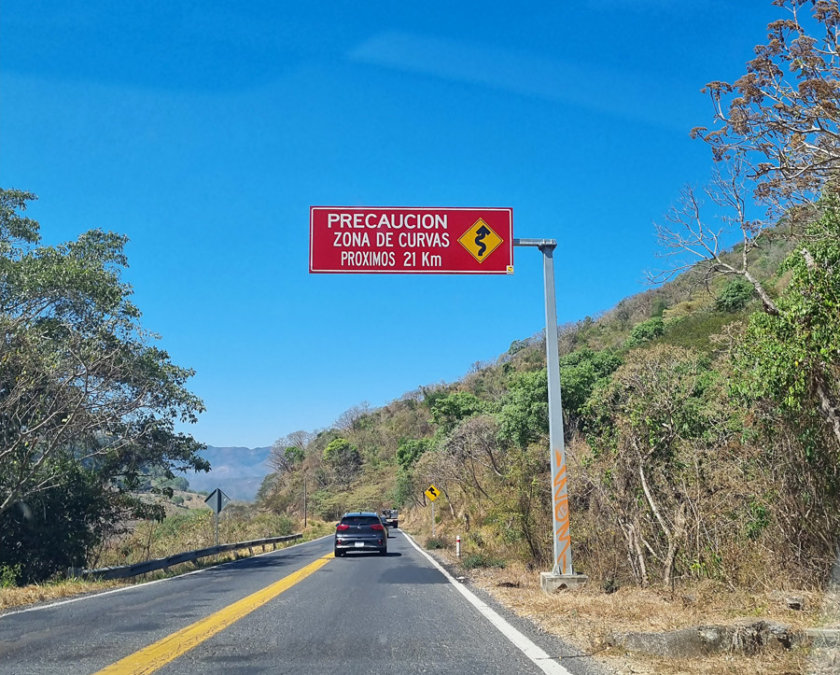 PRECAUCION
ZONA DE CURVAS
PROXIMOS 21 Km